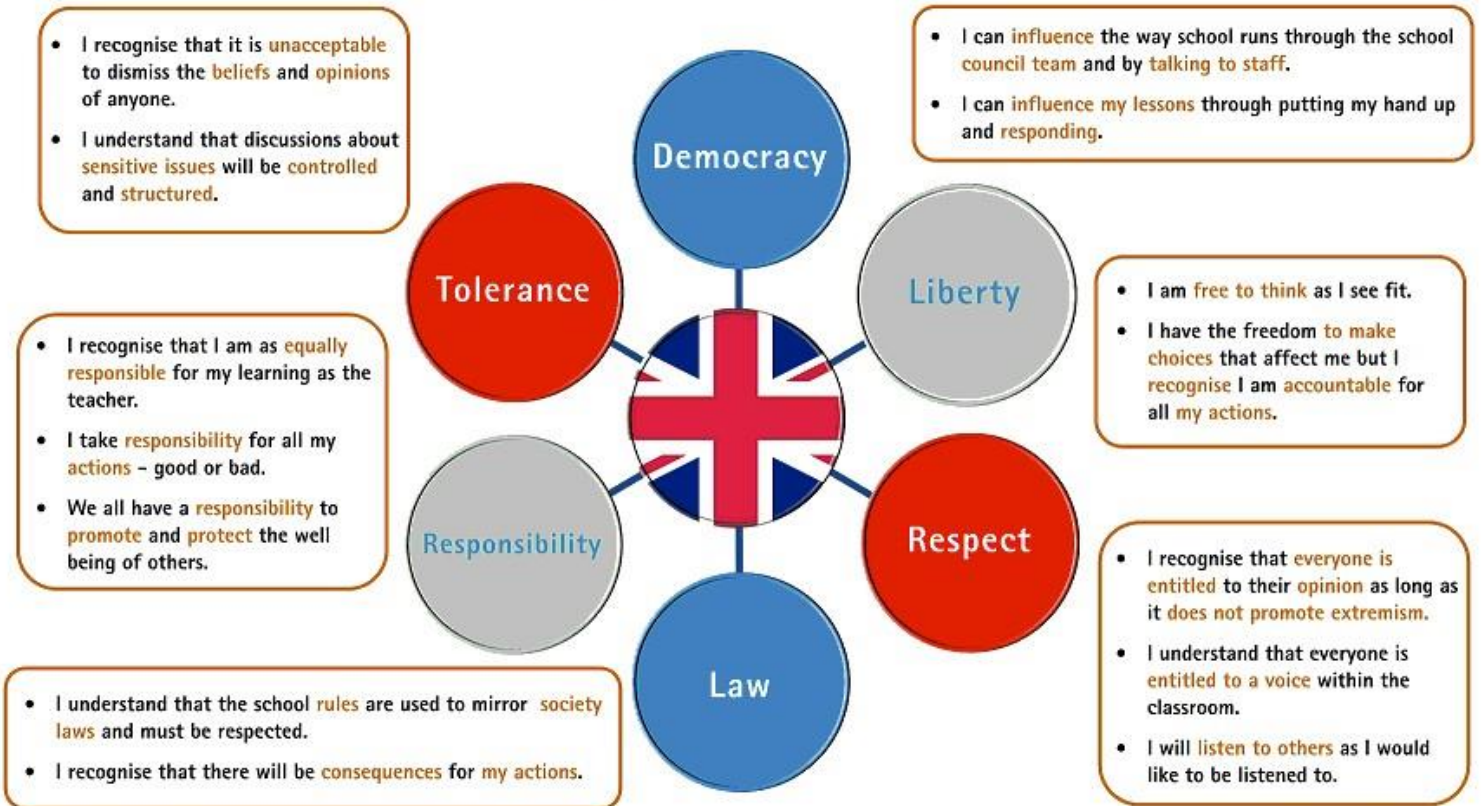 • I recognise that it is unacceptable
to dismiss the beliefs and opinions
of anyone.
• I understand that discussions about
sensitive issues will be controlled
and structured.
Democracy
• I can influence the way school runs through the school
council team and by talking to staff.
• I can influence my lessons through putting my hand up
and responding.
Tolerance
Liberty
• I am free to think as I see fit.
• I have the freedom to make
choices that affect me but I
recognise I am accountable for
all my actions.
• I recognise that I am as equally
responsible for my learning as the
teacher.
• I take responsibility for all my
actions – good or bad.
• We all have a responsibility to
promote and protect the well
being of others.
Responsibility
Respect
• I recognise that everyone is
entitled to their opinion as long as
it does not promote extremism.
• I understand that everyone is
entitled to a voice within the
classroom.
• I will listen to others as I would
like to be listened to.
Law
• I understand that the school rules are used to mirror society
laws and must be respected.
• I recognise that there will be consequences for my actions.